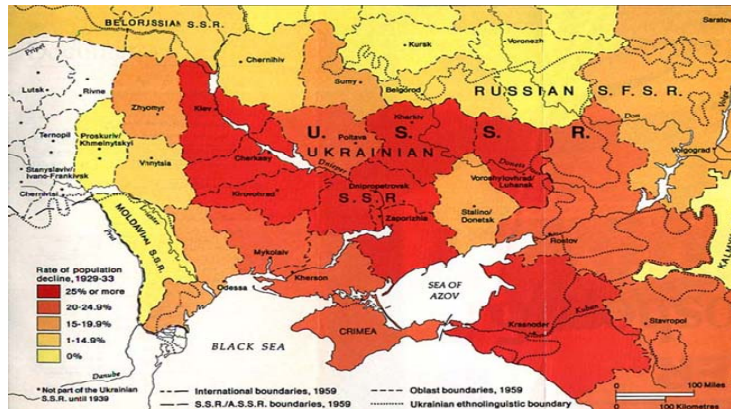 BELORUSSIAN S.S.R.
Pripet
Lutsk
Rivne
Chernihiv
Kursk
Voronezh
Saratov
Sumy
Belgorod
RUSSIAN S.F.S.R.
Zhyomyr
Kiev
Kharkiv
U. S. S. R.
Poltava
UKRAINIAN
S.S.R.
Don
Volga
Volgograd
Ternopil
Proskuriv/
Khmelnytskyi
Vinnytsia
Cherkasy
Dnieper
Donets
Stanyslaviv/
Ivano-Frankivsk
Chernivtsi
Kirovohrad
Dnipropetrovsk
Voroshylovhrad/
Luhansk
Zaporizhia
Stalino/
Donetsk
MOLDAVIAN S.S.R.
Dniester
Prut
Mykolaiv
Kherson
Odessa
Rostov
KALMYK
SEA OF
AZOV
CRIMEA
Krasnodar
Kuban
Stavropol
BLACK SEA
Danube
Rate of population
decline, 1929-33
25% or more
20-24.9%
15-19.9%
1-14.9%
0%
* Not part of the Ukrainian
S.S.R. until 1939
International boundaries, 1959
S.S.R./A.S.S.R. boundaries, 1959
Oblast boundaries, 1959
Ukrainian ethnolinguistic boundary
0 100 Miles
0 100 Kilometres